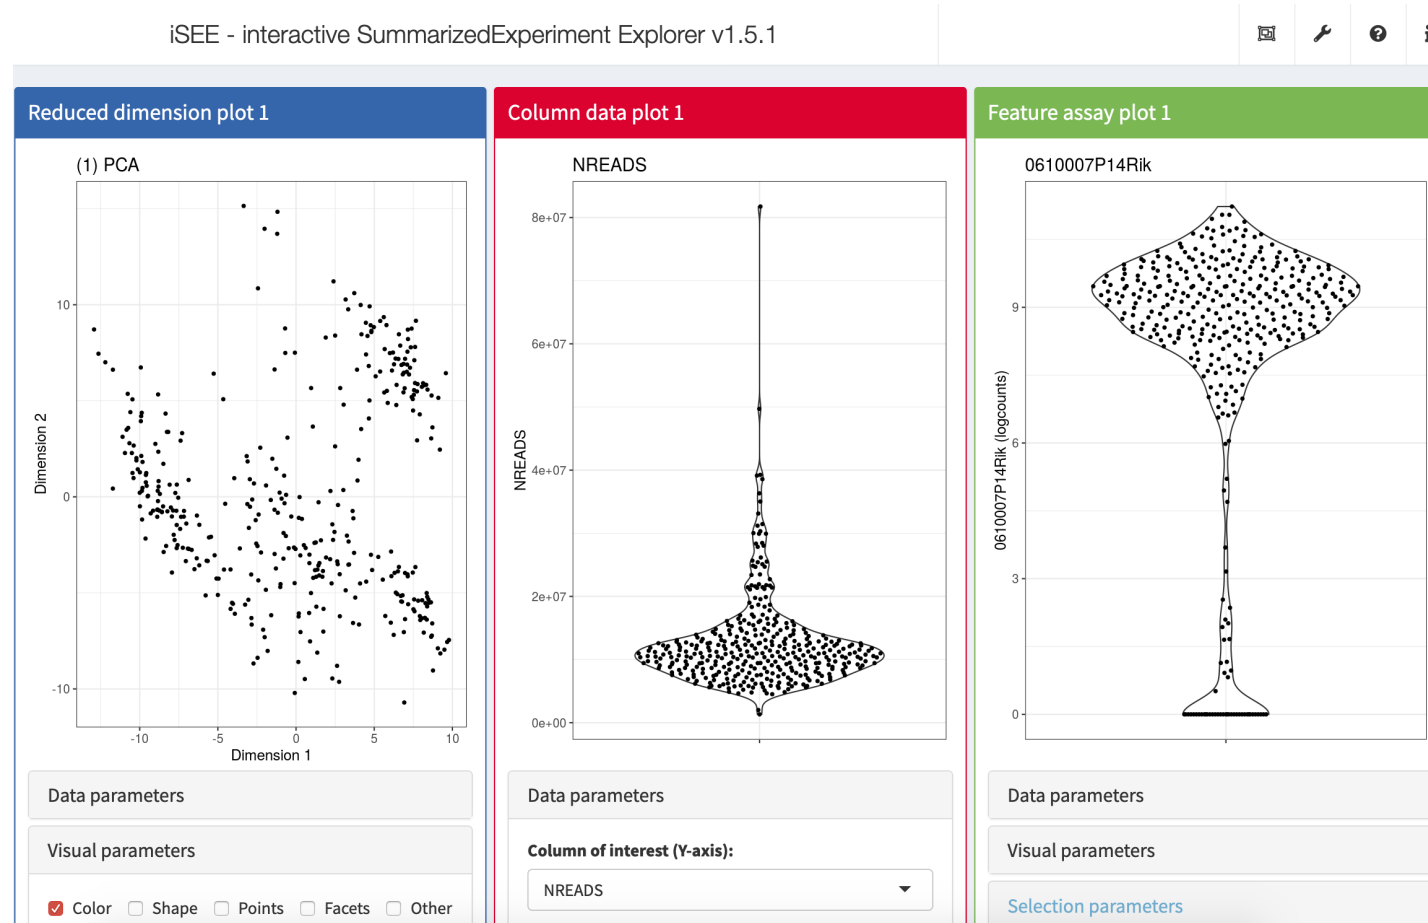 iSEE - interactive SummarizedExperiment Explorer v1.5.1
Reduced dimension plot 1
(1) PCA
10
0
-10
Dimension 2
-10
-5
0
5
10
Dimension 1
Data parameters
Visual parameters
Color
Shape
Points
Facets
Other
Column data plot 1
NREADS
8e+07
6e+07
4e+07
2e+07
0e+00
NREADS
Data parameters
Column of interest (Y-axis):
NREADS
Feature assay plot 1
0610007P14Rik
9
6
3
0
0610007P14Rik (logcounts)
Data parameters
Visual parameters
Selection parameters